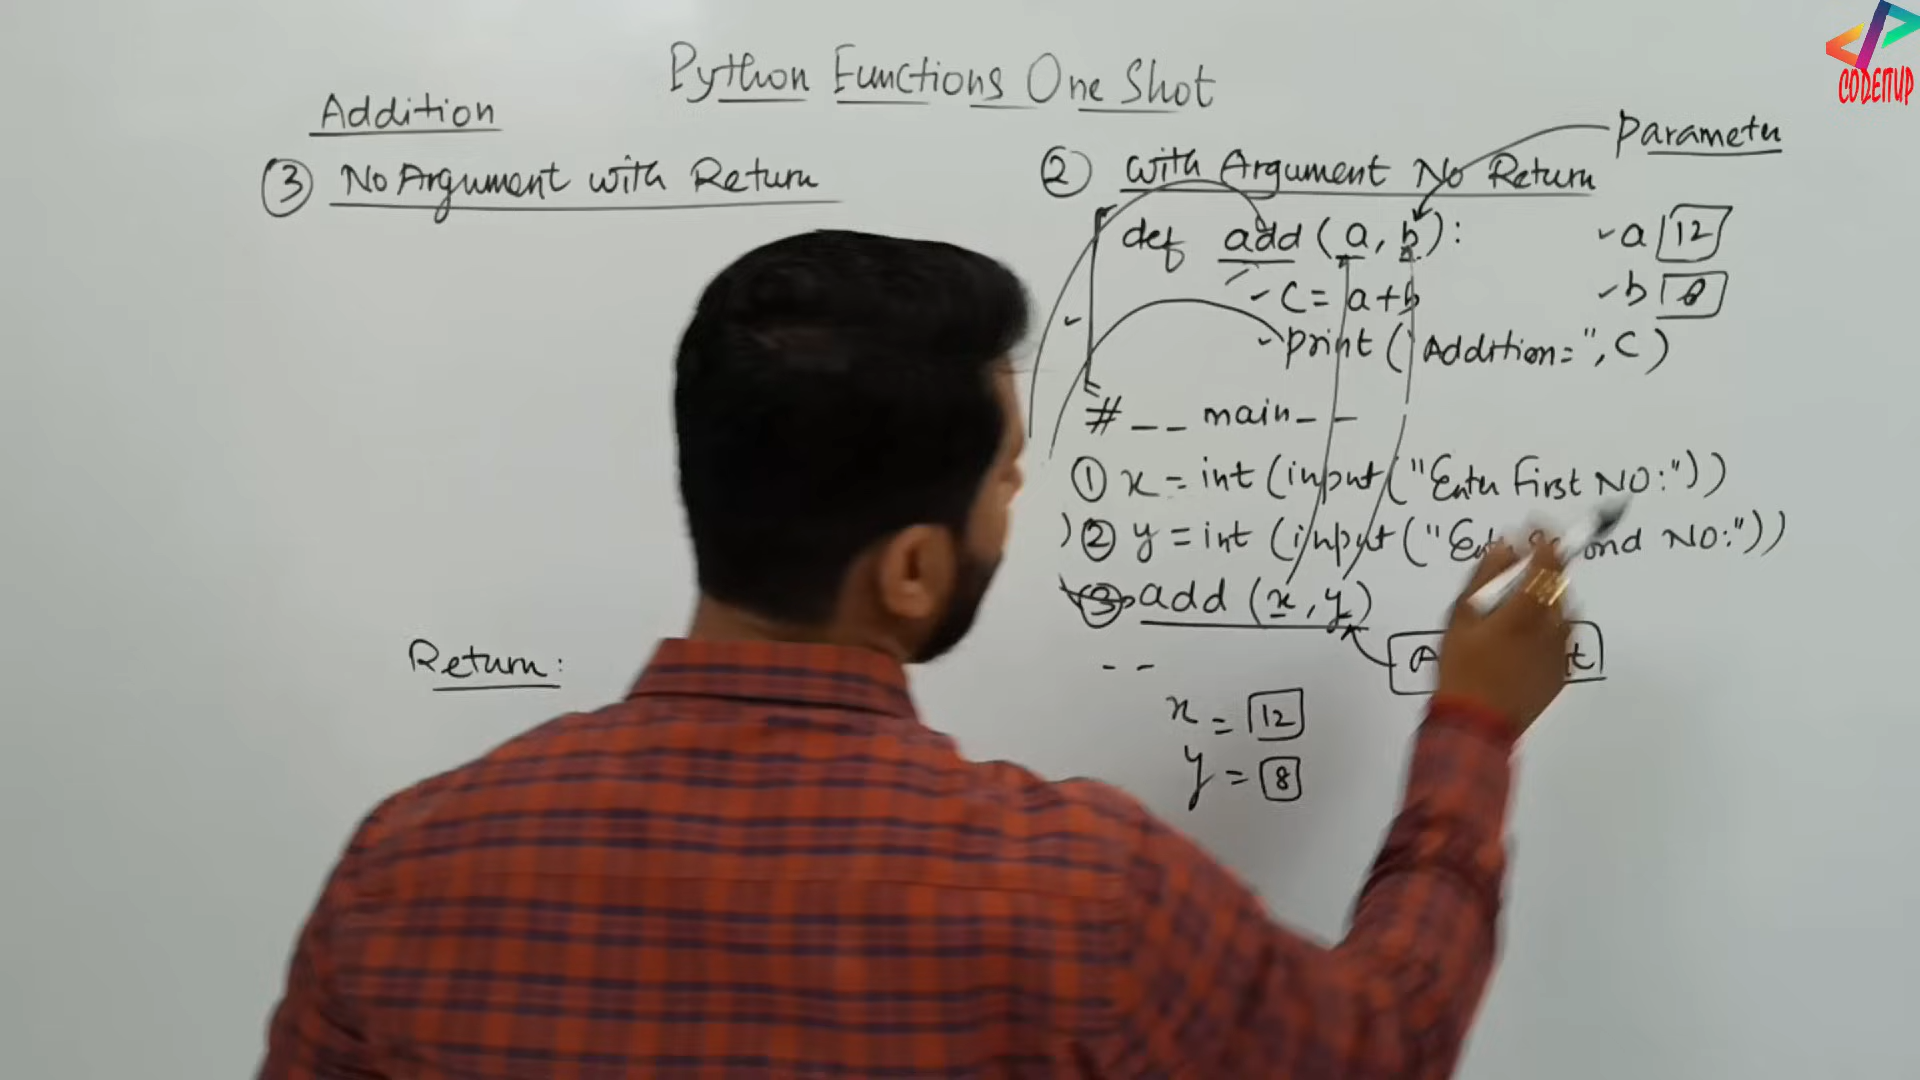 Python Functions One Shot
CODEITUP
Addition
③ No Argument with Return
Return:
Parameter
② With Argument No Return
def add (a, b):
c = a+b
print ("Addition=", c)
# _ _ main _ _
① x = int (input ("Enter First NO:"))
② y = int (input ("Enter Second NO:"))
③ add (x, y)
- -
x = 12
y = 8
a 12
b 8